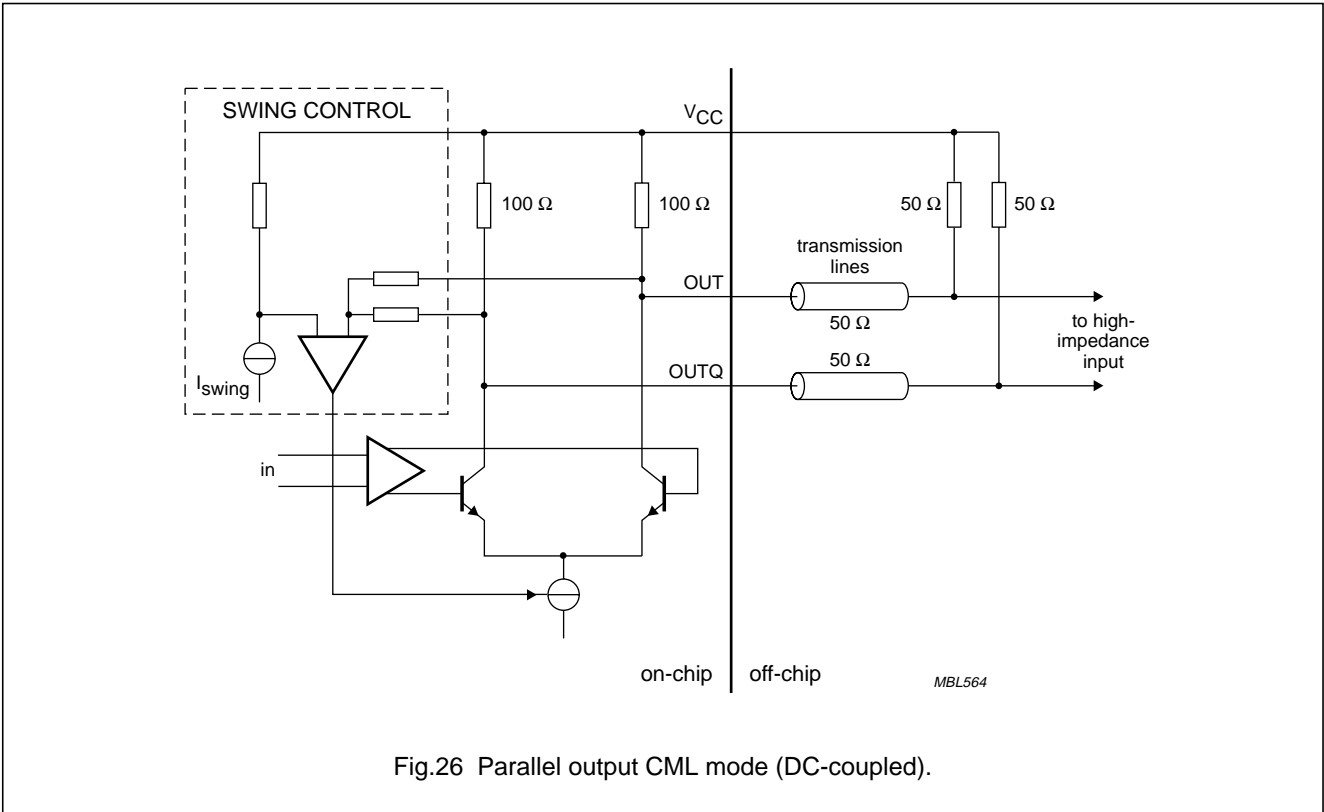 SWING CONTROL
VCC
100 Ω
100 Ω
50 Ω
50 Ω
transmission
lines
OUT
50 Ω
to high-
impedance
input
50 Ω
OUTQ
Iswing
in
on-chip
off-chip
MBL564
Fig.26 Parallel output CML mode (DC-coupled).